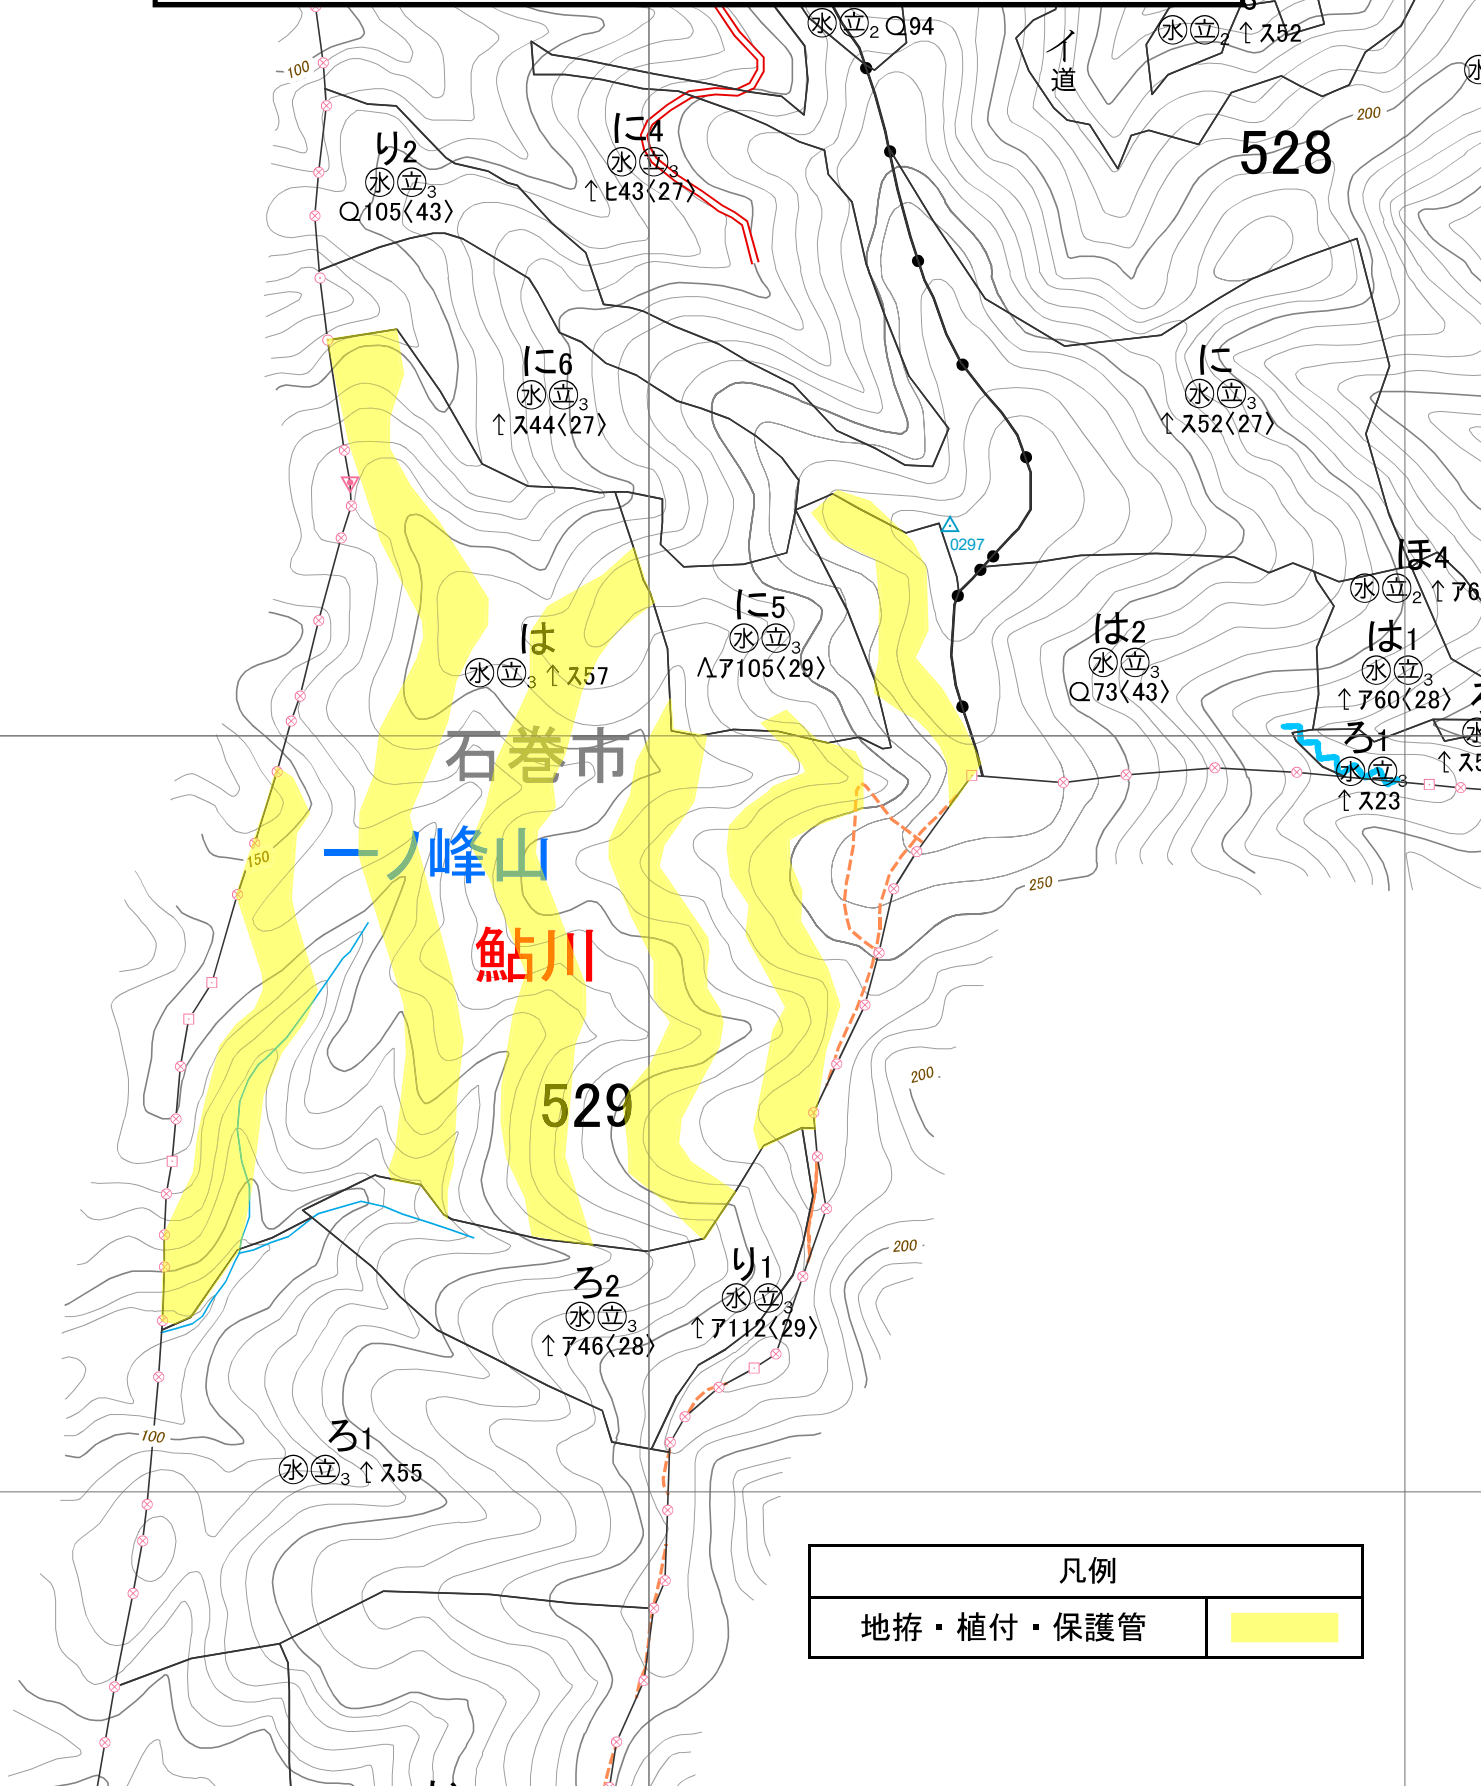 水 立2 Q94
水 立2 ↑ス52
イ
道
100
200
528
り2
水 立3
Q105〈43〉
に4
水 立3
↑ヒ43〈27〉
に6
水 立3
↑ス44〈27〉
に
水 立3
↑ス52〈27〉
0297
ほ4
水 立2 ↑ア6
に5
水 立3
ア105〈29〉
は2
水 立3
Q73〈43〉
は1
水 立3
↑ア60〈28〉
は
水 立3 ↑ス57
石巻市
ろ1
水 立3
↑ス23
水
↑ス5
一ノ峰山
150
250
鮎川
529
200
200
り1
水 立3
↑ア112〈29〉
ろ2
水 立3
↑ア46〈28〉
100
ろ1
水 立3 ↑ス55
凡例
地拵・植付・保護管